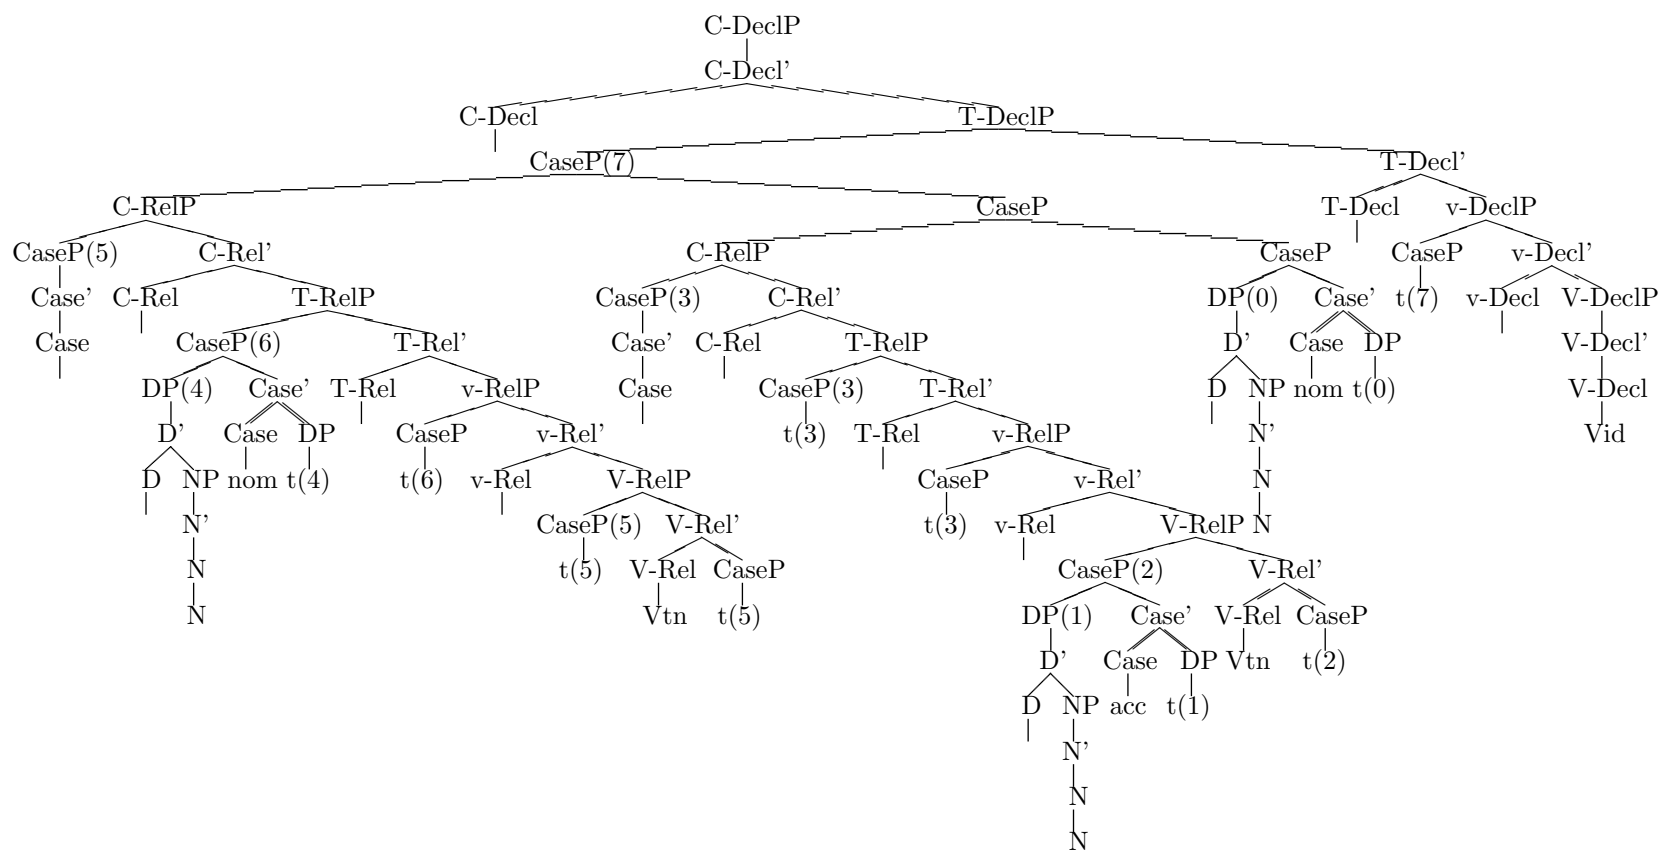 C-DeclP
C-Decl'
C-Decl T-DeclP
CaseP(7) T-Decl'
C-RelP CaseP T-Decl v-DeclP
CaseP(5) C-Rel' C-RelP CaseP CaseP v-Decl'
Case' C-Rel T-RelP CaseP(3) C-Rel' DP(0) Case' t(7) v-Decl V-DeclP
Case CaseP(6) T-Rel' Case' C-Rel T-RelP D' Case DP V-Decl'
DP(4) Case' T-Rel v-RelP Case CaseP(3) T-Rel' D NP nom t(0) V-Decl
D' Case DP CaseP v-Rel' t(3) T-Rel v-RelP N' Vid
D NP nom t(4) t(6) v-Rel V-RelP CaseP v-Rel' N
N' CaseP(5) V-Rel' t(3) v-Rel V-RelP N
N t(5) V-Rel CaseP CaseP(2) V-Rel'
N Vtn t(5) DP(1) Case' V-Rel CaseP
D' Case DP Vtn t(2)
D NP acc t(1)
N'
N
N